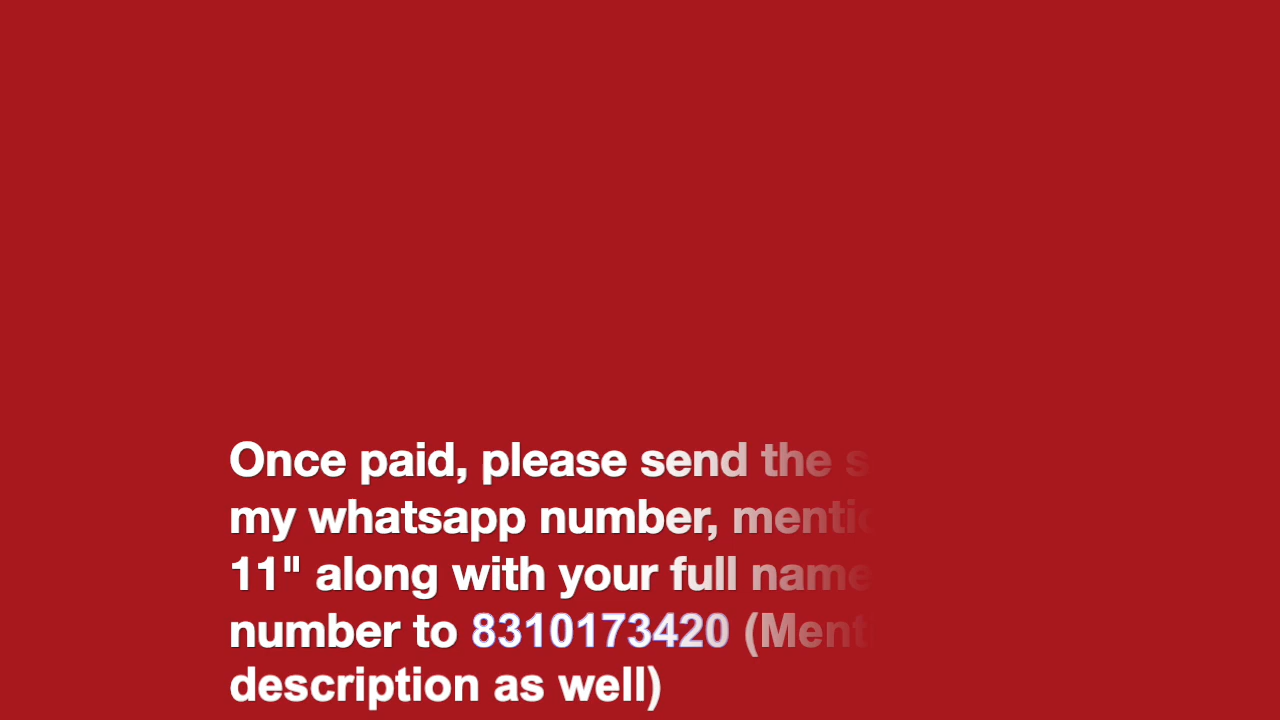 Once paid, please send the
my whatsapp number,
11" along with your full name
number to 8310173420
description as well)